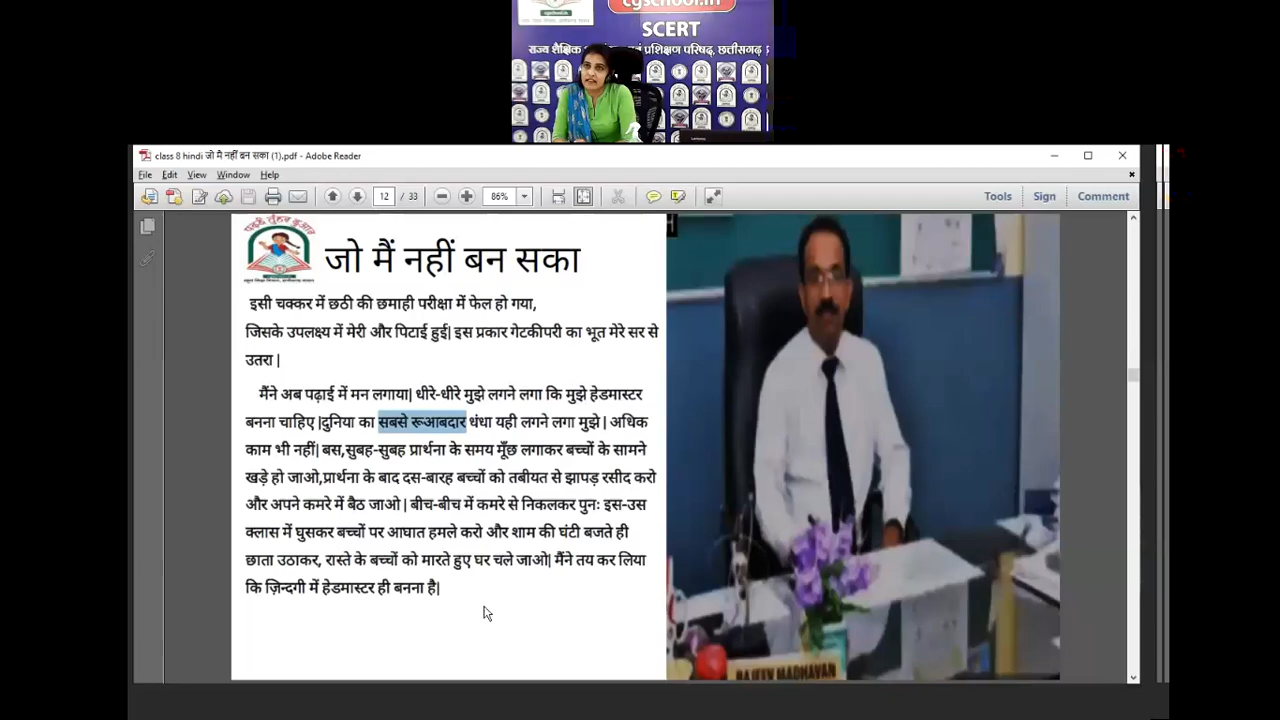 cgschool.in
SCERT
राज्य शैक्षिक
एवं प्रशिक्षण परिषद, छत्तीसगढ़
class 8 hindi जो मै नहीं बन सका (1).pdf - Adobe Reader
File Edit View Window Help
12 / 33 86% Tools Sign Comment
जो मैं नहीं बन सका
इसी चक्कर में छठी की छमाही परीक्षा में फेल हो गया,
जिसके उपलक्ष्य में मेरी और पिटाई हुई| इस प्रकार गेटकीपरी का भूत मेरे सर से
उतरा |
मैंने अब पढ़ाई में मन लगाया| धीरे-धीरे मुझे लगने लगा कि मुझे हेडमास्टर
बनना चाहिए |दुनिया का सबसे रूआबदार धंधा यही लगने लगा मुझे | अधिक
काम भी नहीं| बस,सुबह-सुबह प्रार्थना के समय मूँछ लगाकर बच्चों के सामने
खड़े हो जाओ,प्रार्थना के बाद दस-बारह बच्चों को तबीयत से झापड़ रसीद करो
और अपने कमरे में बैठ जाओ | बीच-बीच में कमरे से निकलकर पुनः इस-उस
क्लास में घुसकर बच्चों पर आघात हमले करो और शाम की घंटी बजते ही
छाता उठाकर, रास्ते के बच्चों को मारते हुए घर चले जाओ| मैंने तय कर लिया
कि ज़िन्दगी में हेडमास्टर ही बनना है|
RAJEEV MADHAVAN